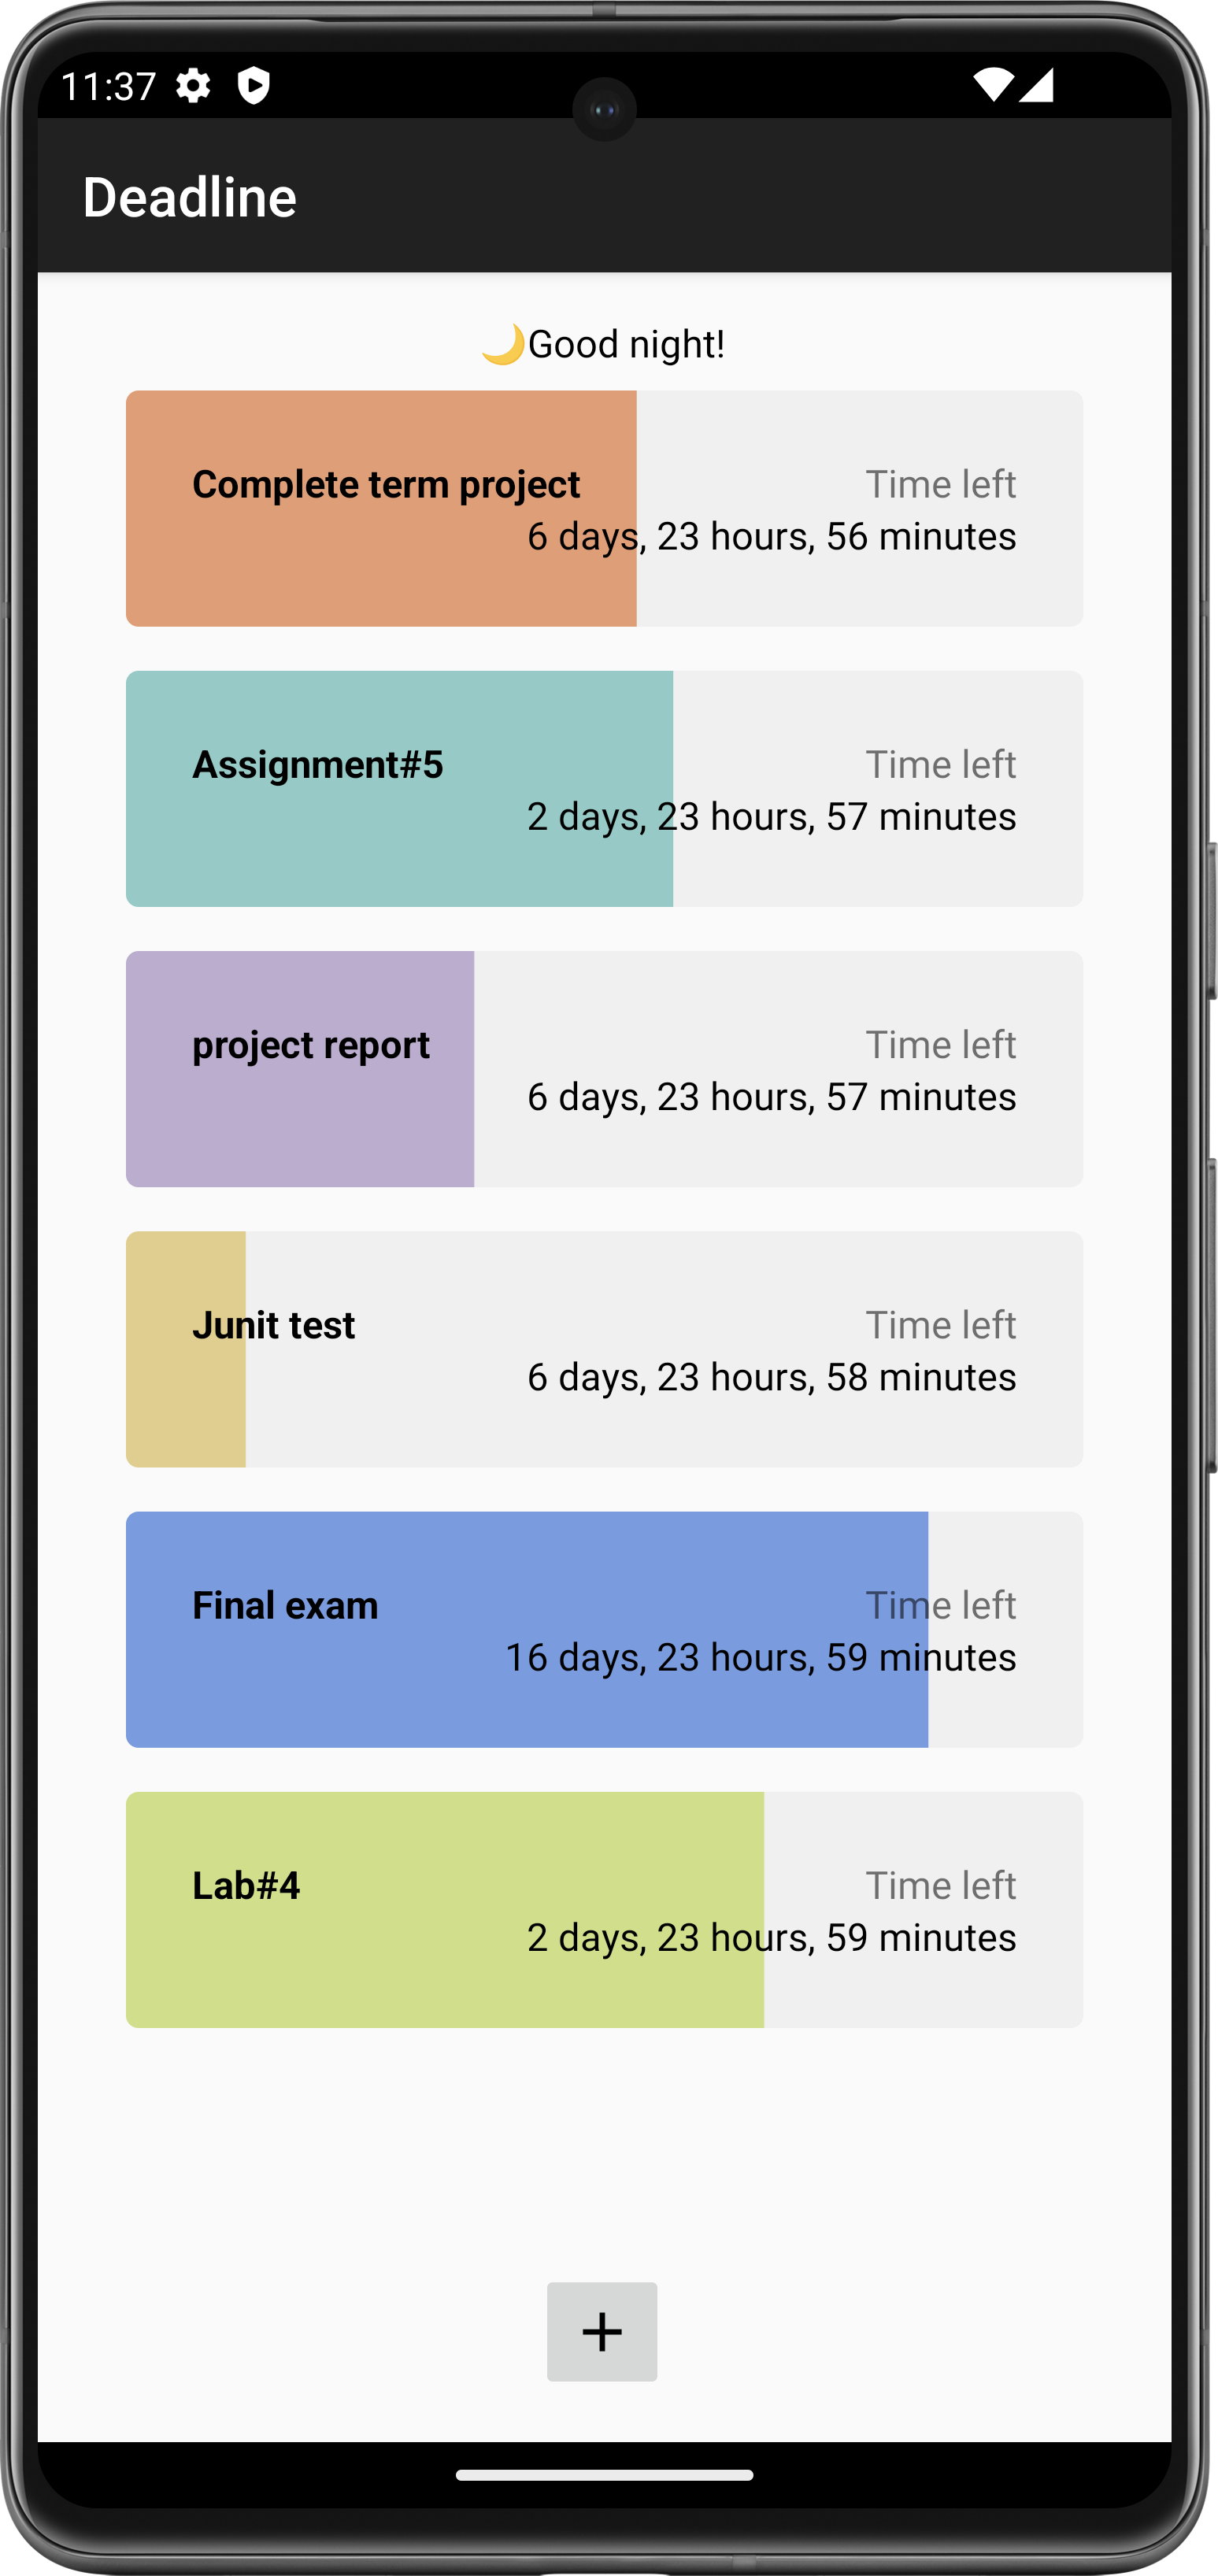 11:37
Deadline
🌙Good night!
Complete term project
Time left
6 days, 23 hours, 56 minutes
Assignment#5
Time left
2 days, 23 hours, 57 minutes
project report
Time left
6 days, 23 hours, 57 minutes
Junit test
Time left
6 days, 23 hours, 58 minutes
Final exam
Time left
16 days, 23 hours, 59 minutes
Lab#4
Time left
2 days, 23 hours, 59 minutes
+